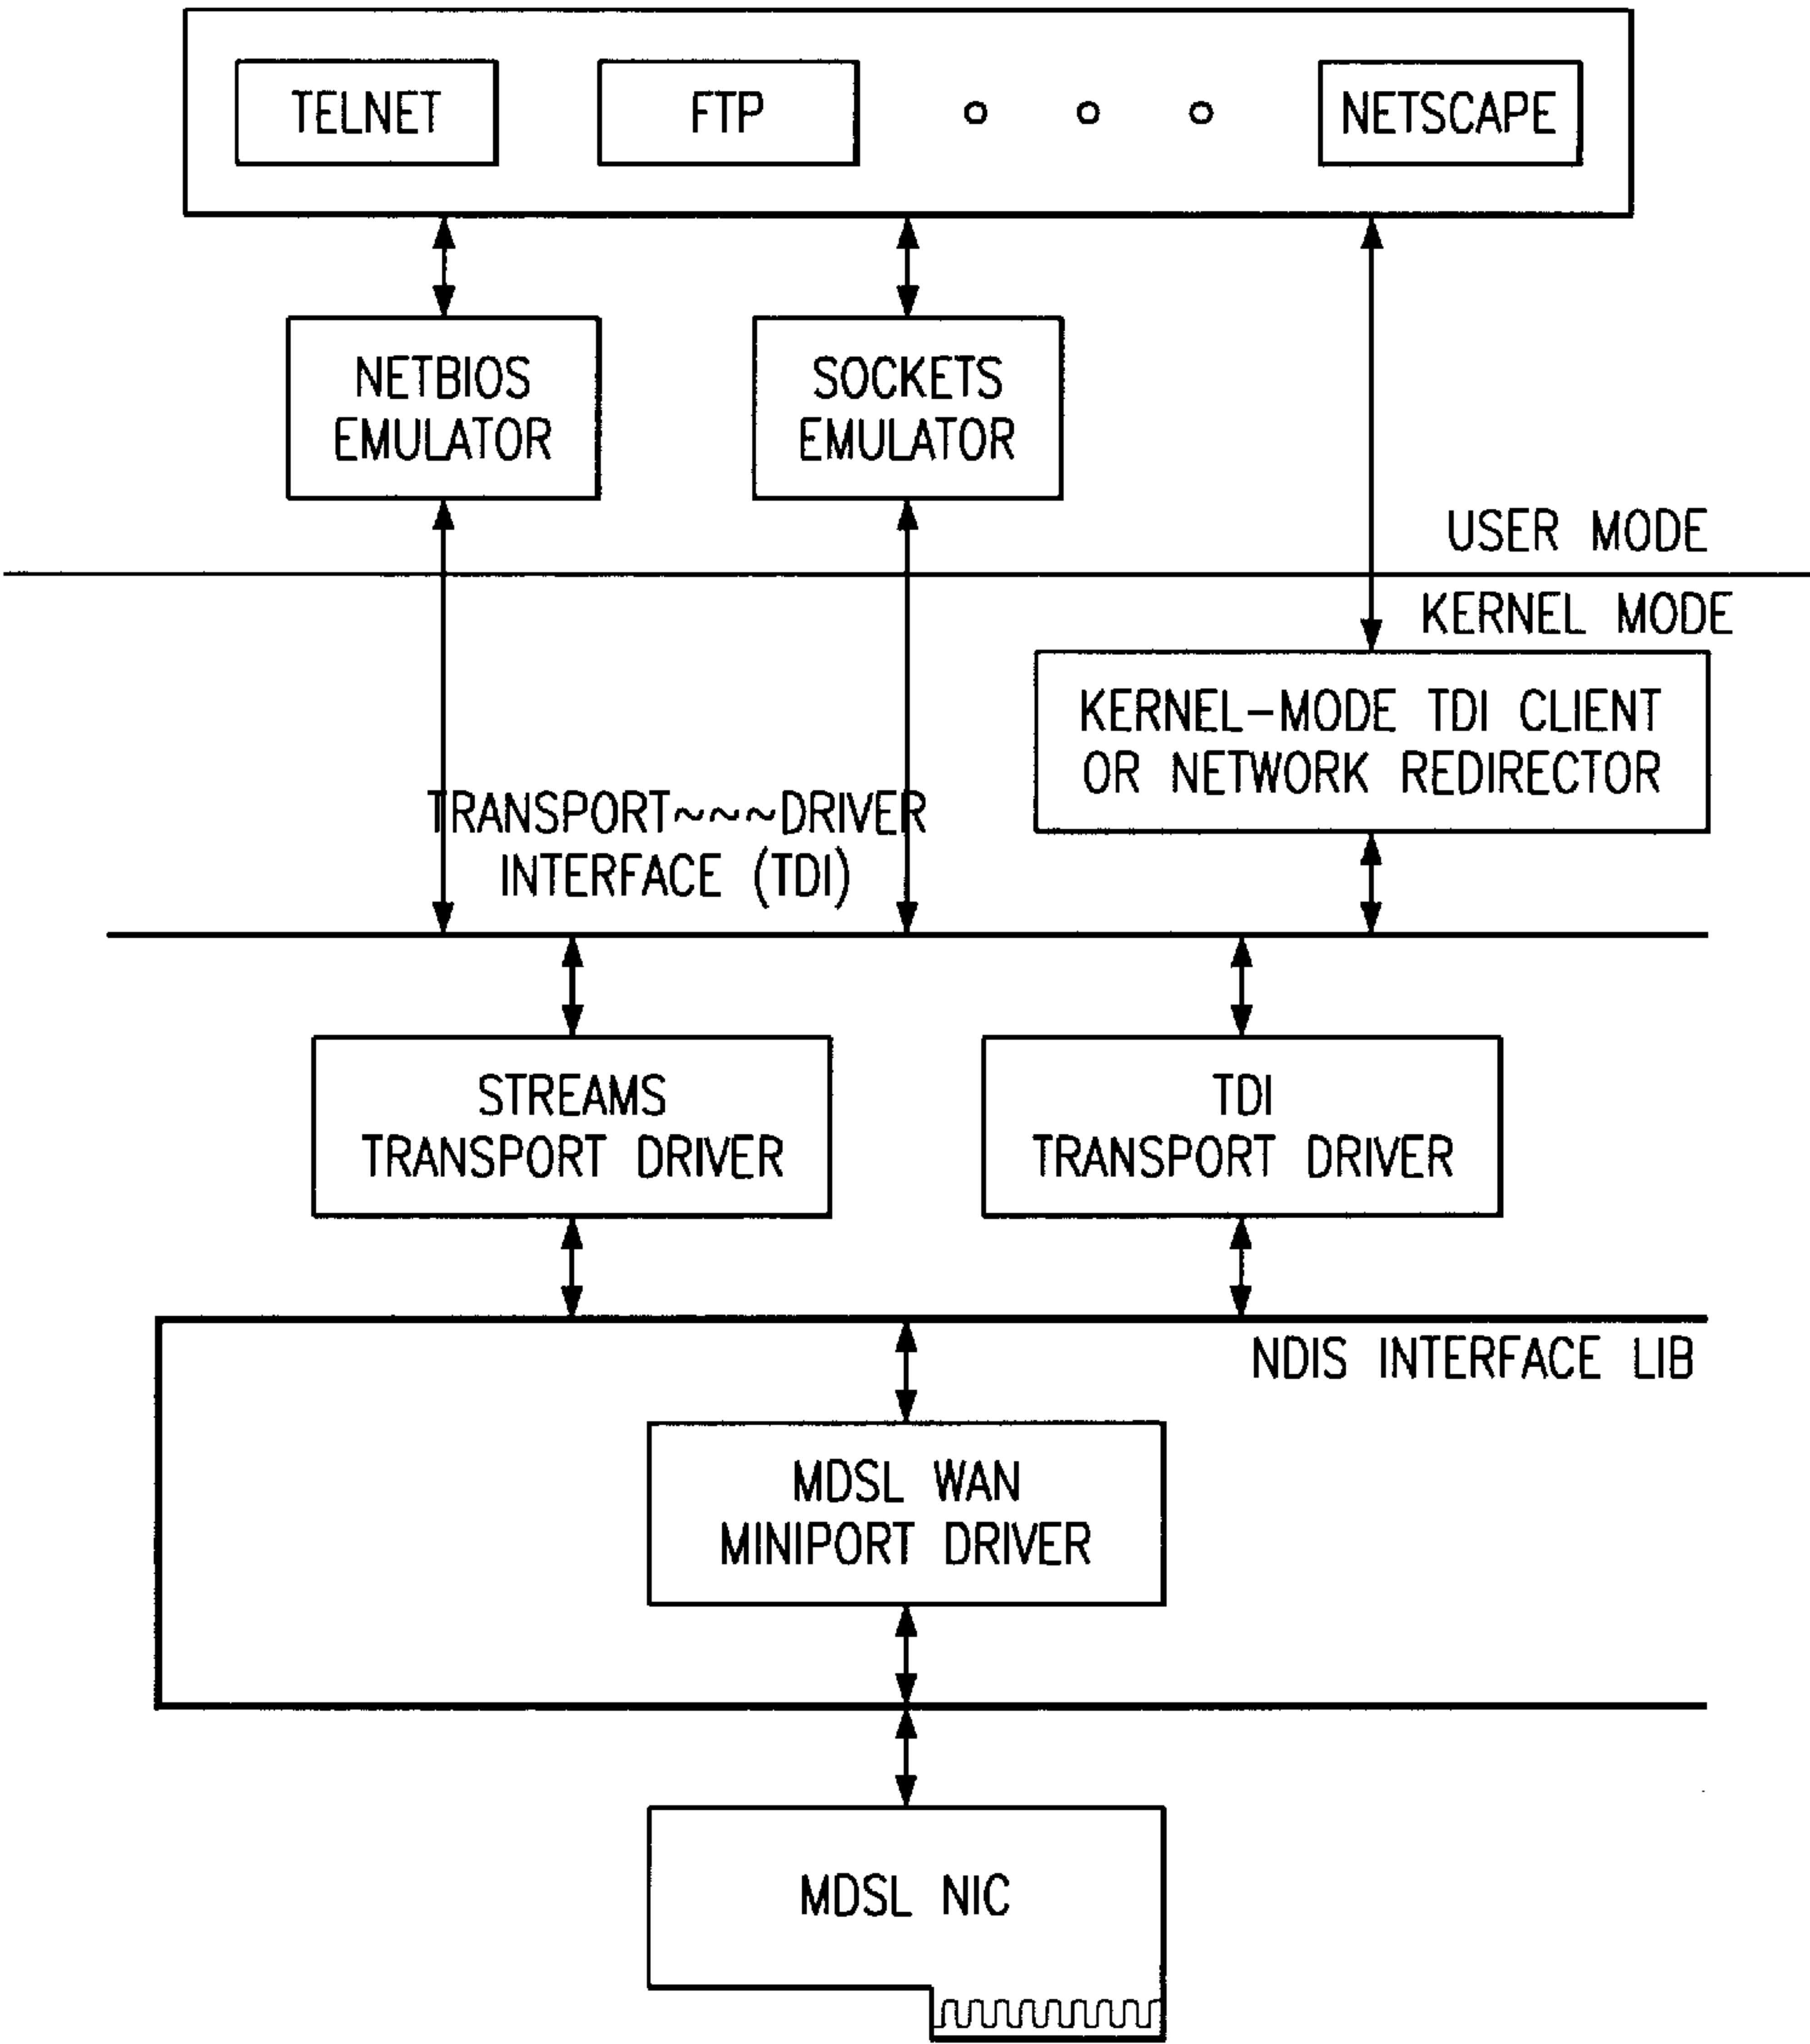 TELNET
FTP
NETSCAPE
NETBIOS
EMULATOR
SOCKETS
EMULATOR
USER MODE
KERNEL MODE
KERNEL-MODE TDI CLIENT
OR NETWORK REDIRECTOR
TRANSPORT~~~DRIVER
INTERFACE (TDI)
STREAMS
TRANSPORT DRIVER
TDI
TRANSPORT DRIVER
NDIS INTERFACE LIB
MDSL WAN
MINIPORT DRIVER
MDSL NIC